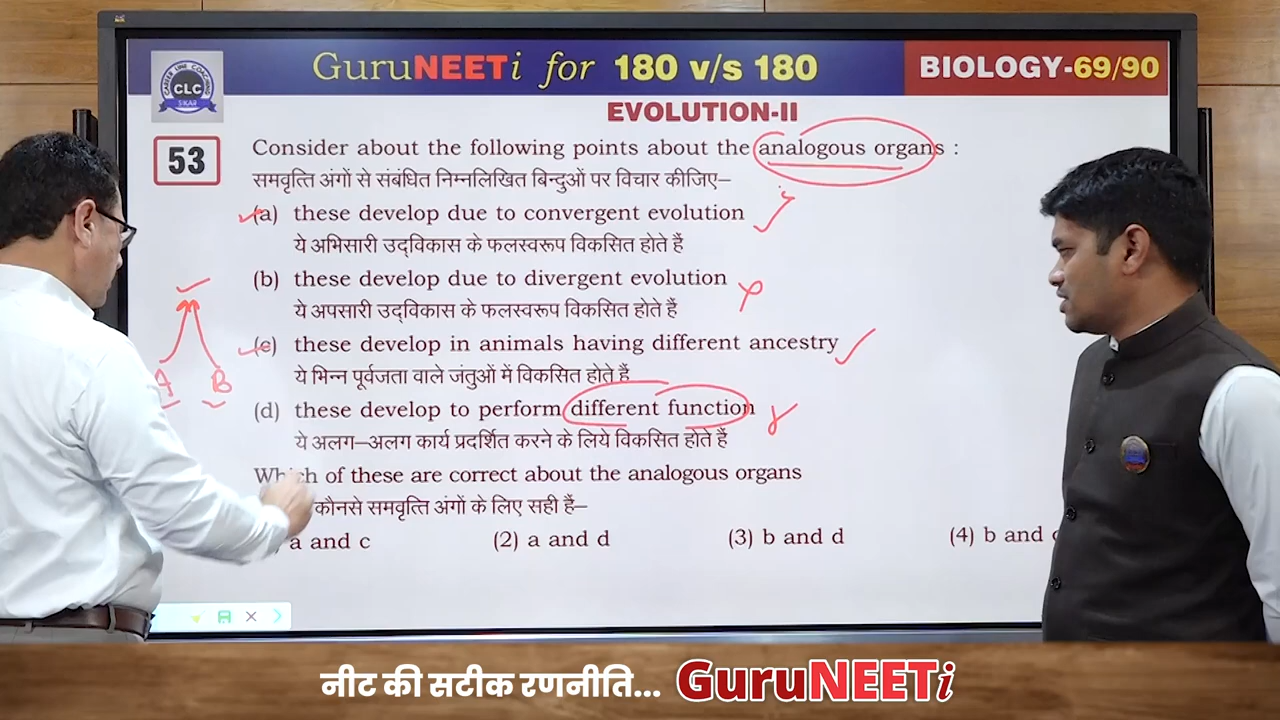 GuruNEETi for 180 v/s 180
BIOLOGY-69/90
CAREER LINE COACHING
CLC
SIKAR
EVOLUTION-II
53
Consider about the following points about the analogous organs :
समवृत्ति अंगों से संबंधित निम्नलिखित बिन्दुओं पर विचार कीजिए–
(a) these develop due to convergent evolution
ये अभिसारी उद्विकास के फलस्वरूप विकसित होते हैं
(b) these develop due to divergent evolution
ये अपसारी उद्विकास के फलस्वरूप विकसित होते हैं
(c) these develop in animals having different ancestry
ये भिन्न पूर्वजता वाले जंतुओं में विकसित होते हैं
A B
(d) these develop to perform different function
ये अलग–अलग कार्य प्रदर्शित करने के लिये विकसित होते हैं
Which of these are correct about the analogous organs
कौनसे समवृत्ति अंगों के लिए सही हैं–
a and c (2) a and d (3) b and d (4) b and
नीट की सटीक रणनीति... GuruNEETi